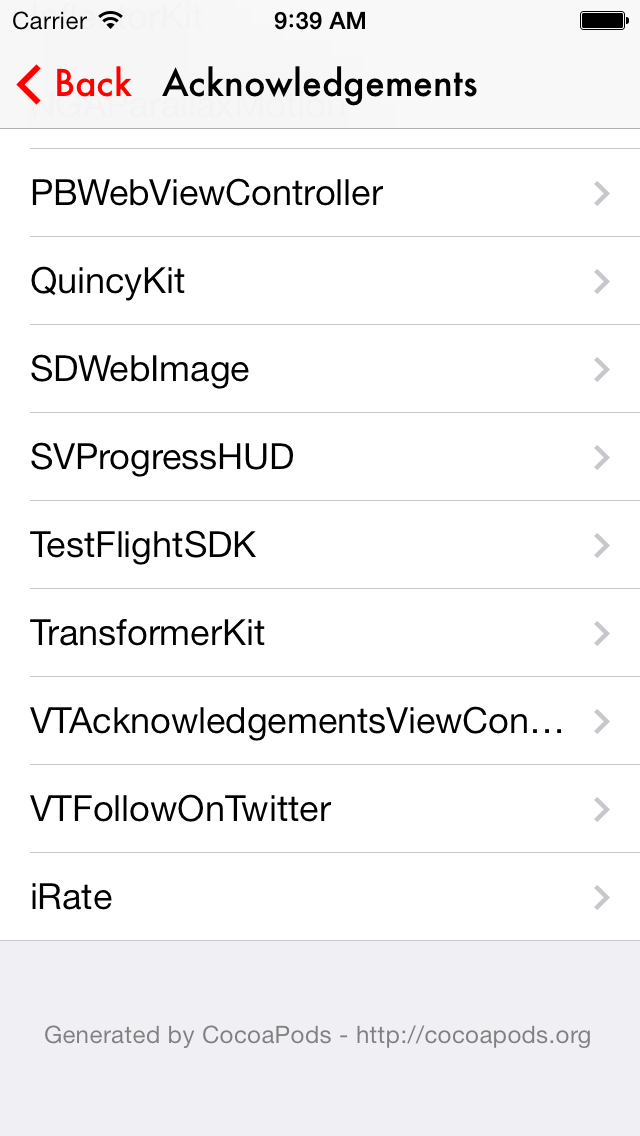 Carrier 9:39 AM
Back Acknowledgements
NGAParallaxMotion
PBWebViewController
QuincyKit
SDWebImage
SVProgressHUD
TestFlightSDK
TransformerKit
VTAcknowledgementsViewCon...
VTFollowOnTwitter
iRate
Generated by CocoaPods - http://cocoapods.org